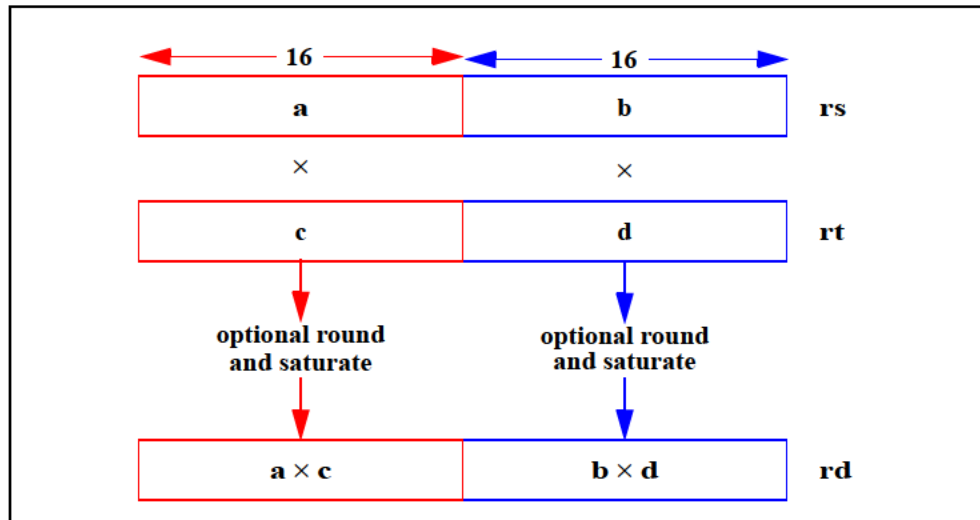 16 16
a b rs
× ×
c d rt
optional round optional round
and saturate and saturate
a × c b × d rd